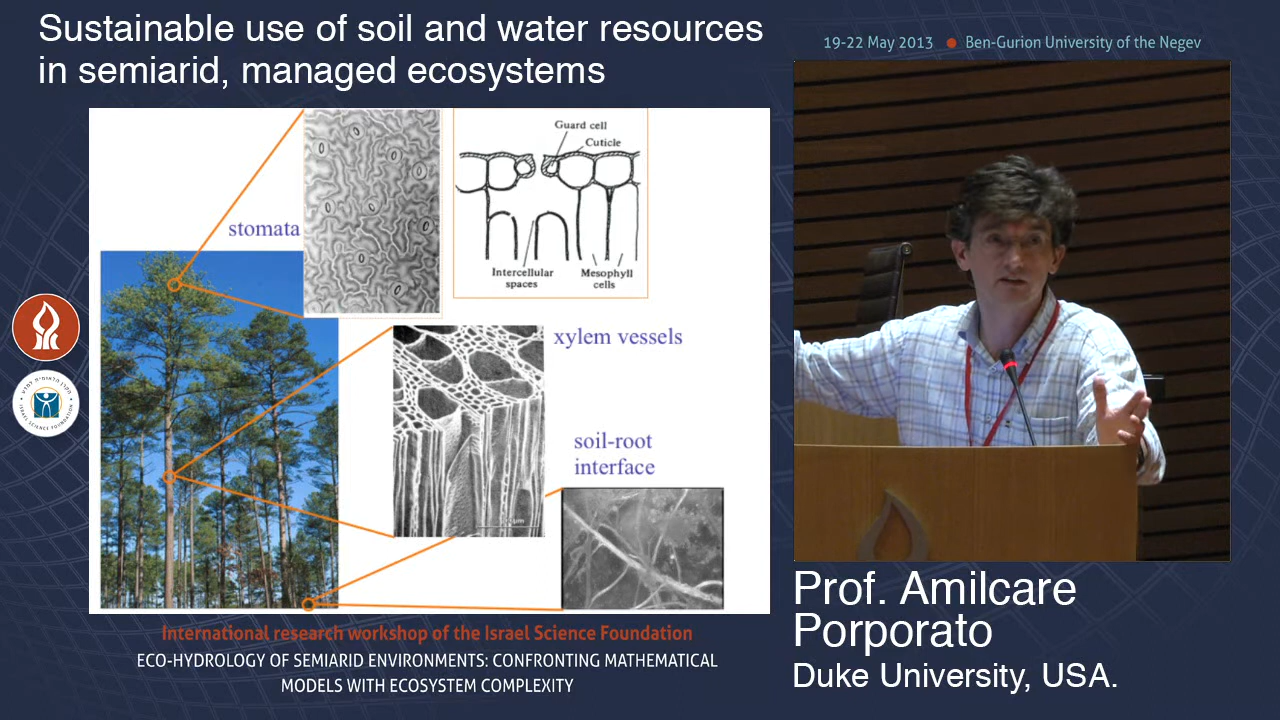 Sustainable use of soil and water resources
in semiarid, managed ecosystems
19-22 May 2013 ● Ben-Gurion University of the Negev
Guard cell
Cuticle
stomata
Intercellular
spaces
Mesophyll
cells
xylem vessels
soil-root
interface
ISRAEL SCIENCE FOUNDATION
International research workshop of the Israel Science Foundation
ECO-HYDROLOGY OF SEMIARID ENVIRONMENTS: CONFRONTING MATHEMATICAL
MODELS WITH ECOSYSTEM COMPLEXITY
Prof. Amilcare
Porporato
Duke University, USA.